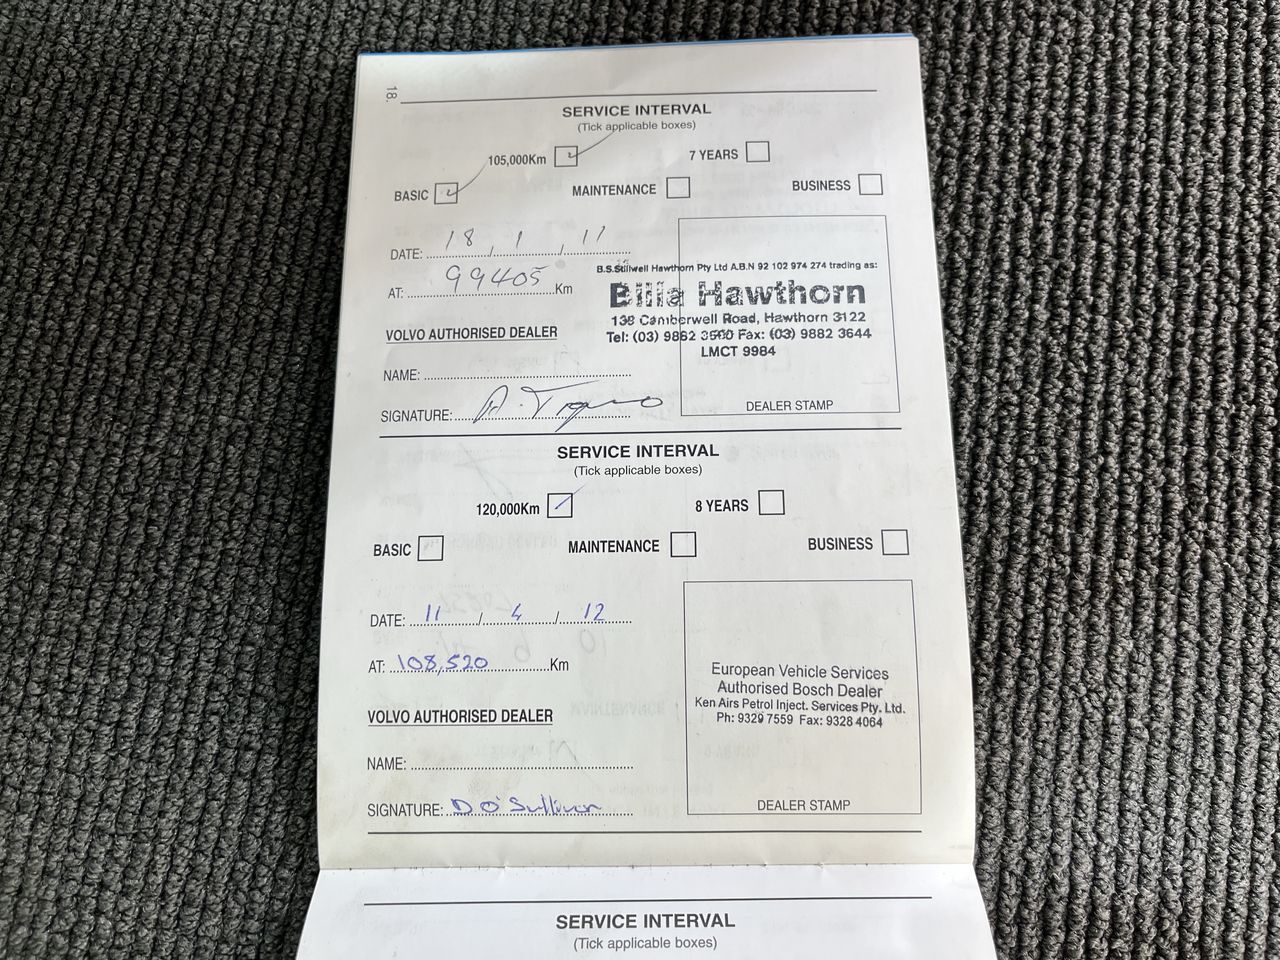 18.
SERVICE INTERVAL
(Tick applicable boxes)
105,000Km 7 YEARS
BASIC MAINTENANCE BUSINESS
DATE: 18 / 1 / 11
AT: 99405 Km
B.S.Stillwell Hawthorn Pty Ltd A.B.N 92 102 974 274 trading as:
Bilia Hawthorn
Camberwell Road, Hawthorn 3122
Tel: (03) 9882 Fax: (03) 9882 3644
LMCT 9984
VOLVO AUTHORISED DEALER
NAME:
SIGNATURE:
DEALER STAMP
SERVICE INTERVAL
(Tick applicable boxes)
120,000Km 8 YEARS
BASIC MAINTENANCE BUSINESS
DATE: 11 / 4 / 12
AT: 108,520 Km
European Vehicle Services
Authorised Bosch Dealer
Ken Airs Petrol Inject. Services Pty. Ltd.
Ph: 9329 7559 Fax: 9328 4064
VOLVO AUTHORISED DEALER
NAME:
SIGNATURE: D O'Sullivan
DEALER STAMP
SERVICE INTERVAL
(Tick applicable boxes)